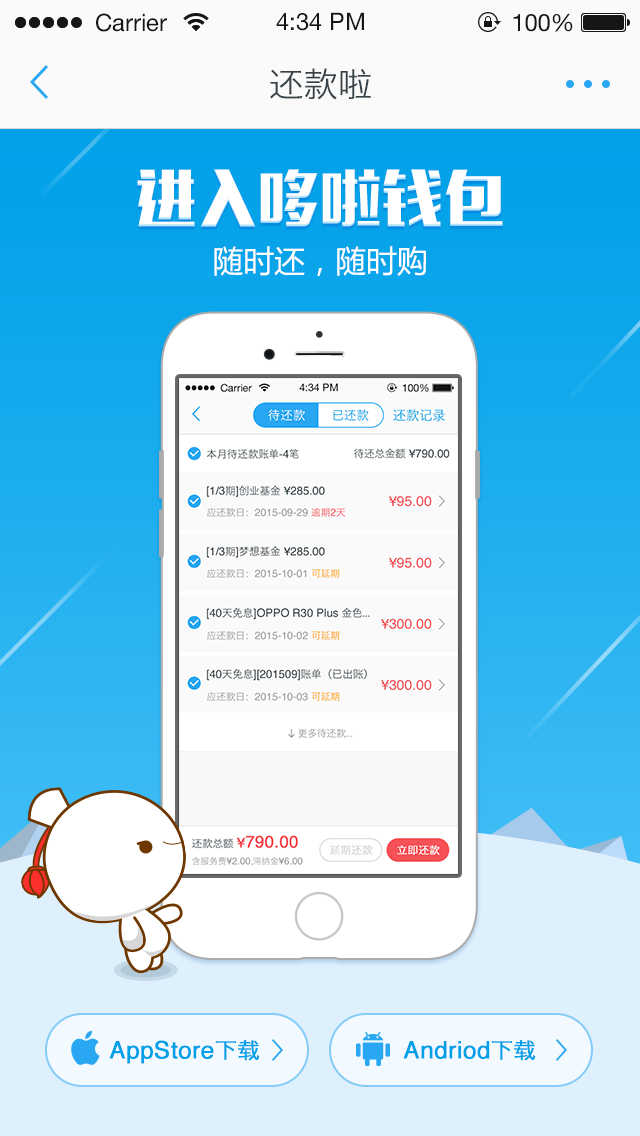 Carrier 4:34 PM 100%
还款啦
进入哆啦钱包
随时还，随时购
Carrier 4:34 PM 100%
待还款 已还款 还款记录
本月待还款账单-4笔 待还总金额 ¥790.00
[1/3期]创业基金 ¥285.00
¥95.00
应还款日：2015-09-29 逾期2天
[1/3期]梦想基金 ¥285.00
¥95.00
应还款日：2015-10-01 可延期
[40天免息]OPPO R30 Plus 金色...
¥300.00
应还款日：2015-10-02 可延期
[40天免息][201509]账单（已出账）
¥300.00
应还款日：2015-10-03 可延期
更多待还款...
还款总额 ¥790.00
含服务费¥2.00,滞纳金¥6.00
延期还款 立即还款
AppStore下载 Andriod下载